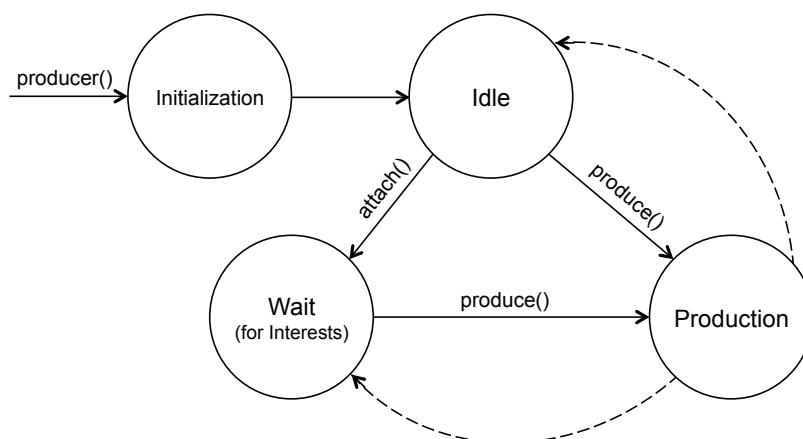 producer()
Initialization
Idle
attach()
produce()
Wait
(for Interests)
produce()
Production